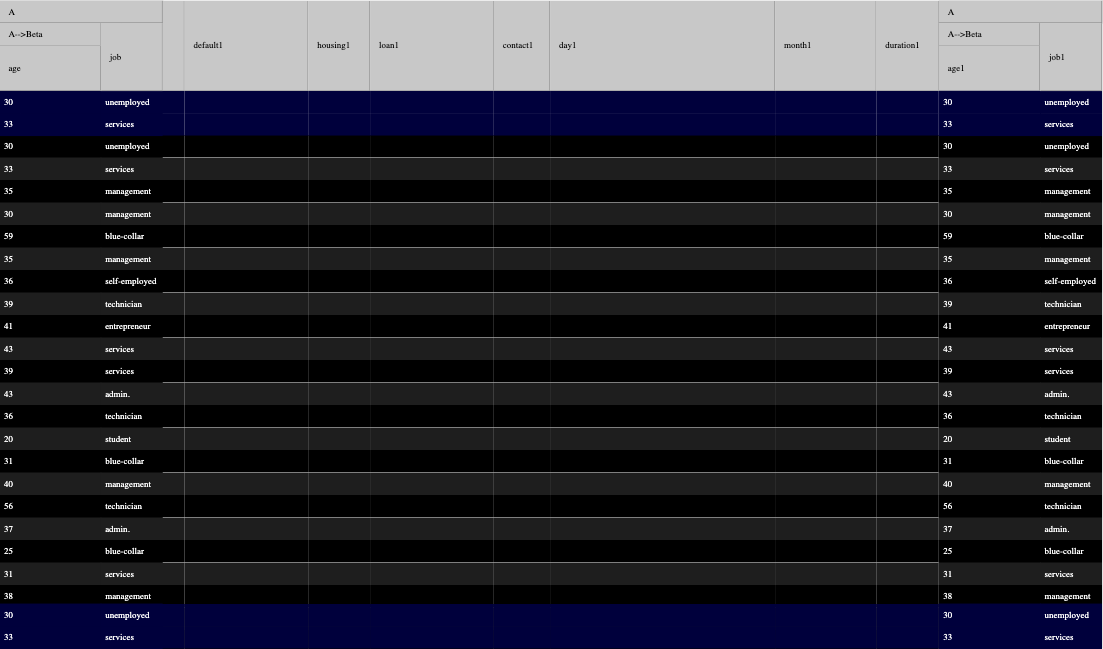 A A
A-->Beta A-->Beta
default1 housing1 loan1 contact1 day1 month1 duration1
job job1
age age1
30 unemployed 30 unemployed
33 services 33 services
30 unemployed 30 unemployed
33 services 33 services
35 management 35 management
30 management 30 management
59 blue-collar 59 blue-collar
35 management 35 management
36 self-employed 36 self-employed
39 technician 39 technician
41 entrepreneur 41 entrepreneur
43 services 43 services
39 services 39 services
43 admin. 43 admin.
36 technician 36 technician
20 student 20 student
31 blue-collar 31 blue-collar
40 management 40 management
56 technician 56 technician
37 admin. 37 admin.
25 blue-collar 25 blue-collar
31 services 31 services
38 management 38 management
30 unemployed 30 unemployed
33 services 33 services